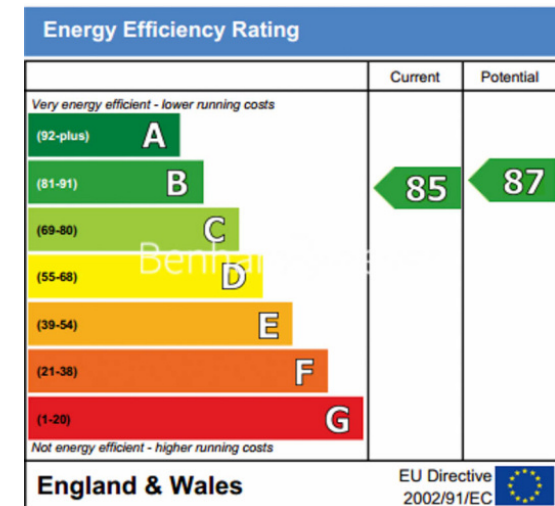 Energy Efficiency Rating
Current Potential
Very energy efficient - lower running costs
(92-plus) A
(81-91) B
85 87
(69-80) C
(55-68) D
(39-54) E
(21-38) F
(1-20) G
Not energy efficient - higher running costs
England & Wales
EU Directive
2002/91/EC